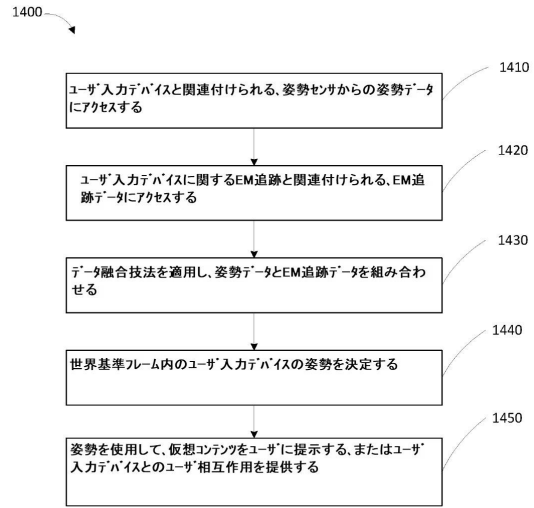 1400
1410
ﾕｰｻﾞ入力ﾃﾞﾊﾞｲｽと関連付けられる、姿勢ｾﾝｻからの姿勢ﾃﾞｰﾀ
にｱｸｾｽする
1420
ﾕｰｻﾞ入力ﾃﾞﾊﾞｲｽに関するEM追跡と関連付けられる、EM追
跡ﾃﾞｰﾀにｱｸｾｽする
1430
ﾃﾞｰﾀ融合技法を適用し、姿勢ﾃﾞｰﾀとEM追跡ﾃﾞｰﾀを組み合わ
せる
1440
世界基準ﾌﾚｰﾑ内のﾕｰｻﾞ入力ﾃﾞﾊﾞｲｽの姿勢を決定する
1450
姿勢を使用して、仮想ｺﾝﾃﾝﾂをﾕｰｻﾞに提示する、またはﾕｰｻﾞ
入力ﾃﾞﾊﾞｲｽとのﾕｰｻﾞ相互作用を提供する